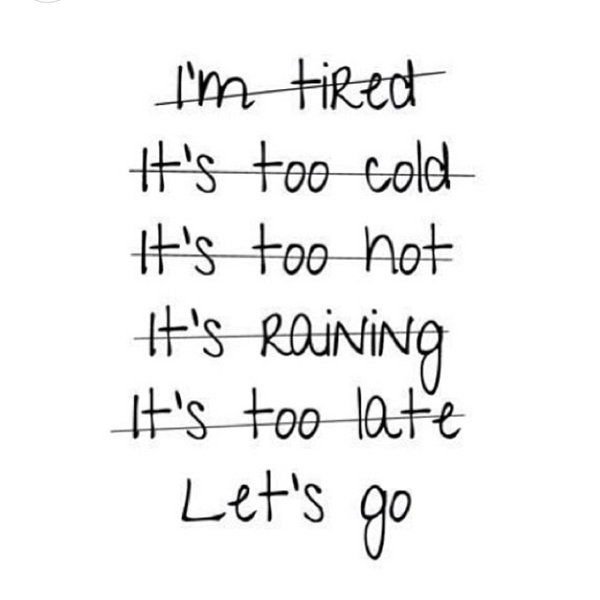 I'm tired
It's too cold
It's too hot
It's raining
It's too late
Let's go